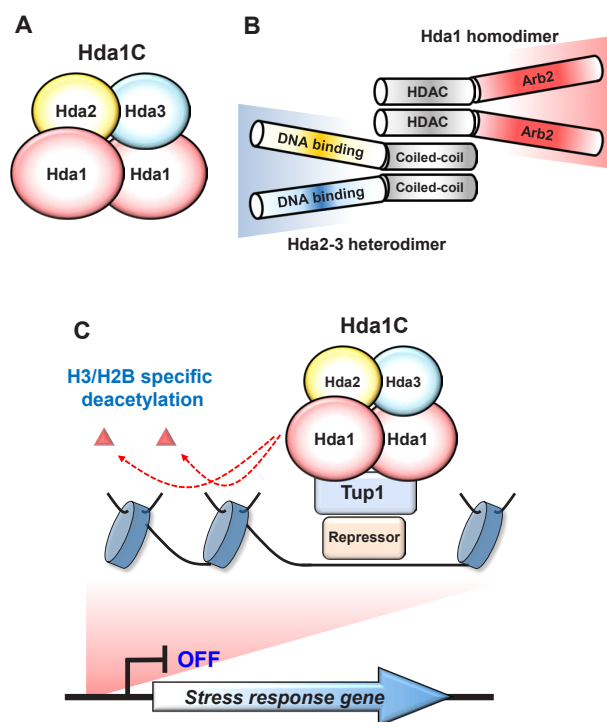 A
Hda1C
Hda2
Hda3
Hda1
Hda1
B
Hda1 homodimer
HDAC
Arb2
HDAC
Arb2
DNA binding
Coiled-coil
DNA binding
Coiled-coil
Hda2-3 heterodimer
C
Hda1C
H3/H2B specific
deacetylation
Hda2
Hda3
Hda1
Hda1
Tup1
Repressor
OFF
Stress response gene